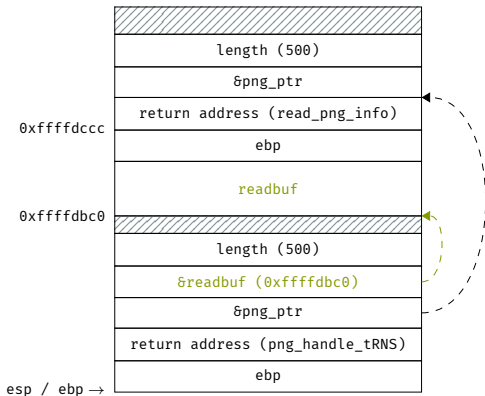 length (500)
&png_ptr
return address (read_png_info)
0xffffdccc
ebp
readbuf
0xffffdbc0
length (500)
&readbuf (0xffffdbc0)
&png_ptr
return address (png_handle_tRNS)
ebp
esp / ebp →